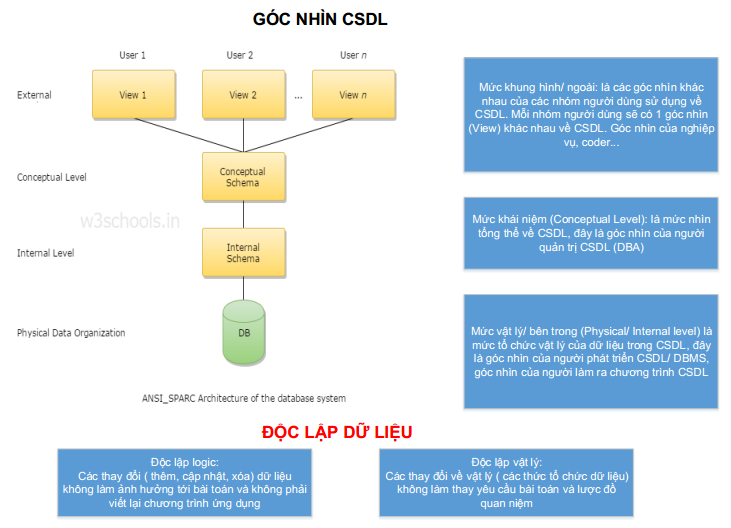 GÓC NHÌN CSDL
User 1
User 2
User n
External
View 1
View 2
...
View n
Conceptual Level
Conceptual
Schema
w3schools.in
Internal Level
Internal
Schema
Physical Data Organization
DB
ANSI_SPARC Architecture of the database system
Mức khung hình/ ngoài: là các góc nhìn khác
nhau của các nhóm người dùng sử dụng về
CSDL. Mỗi nhóm người dùng sẽ có 1 góc nhìn
(View) khác nhau về CSDL. Góc nhìn của nghiệp
vụ, coder...
Mức khái niệm (Conceptual Level): là mức nhìn
tổng thể về CSDL, đây là góc nhìn của người
quản trị CSDL (DBA)
Mức vật lý/ bên trong (Physical/ Internal level) là
mức tổ chức vật lý của dữ liệu trong CSDL, đây
là góc nhìn của người phát triển CSDL/ DBMS,
góc nhìn của người làm ra chương trình CSDL
ĐỘC LẬP DỮ LIỆU
Độc lập logic:
Các thay đổi ( thêm, cập nhật, xóa) dữ liệu
không làm ảnh hưởng tới bài toán và không phải
viết lại chương trình ứng dụng
Độc lập vật lý:
Các thay đổi về vật lý ( các thức tổ chức dữ liệu)
không làm thay yêu cầu bài toán và lược đồ
quan niệm